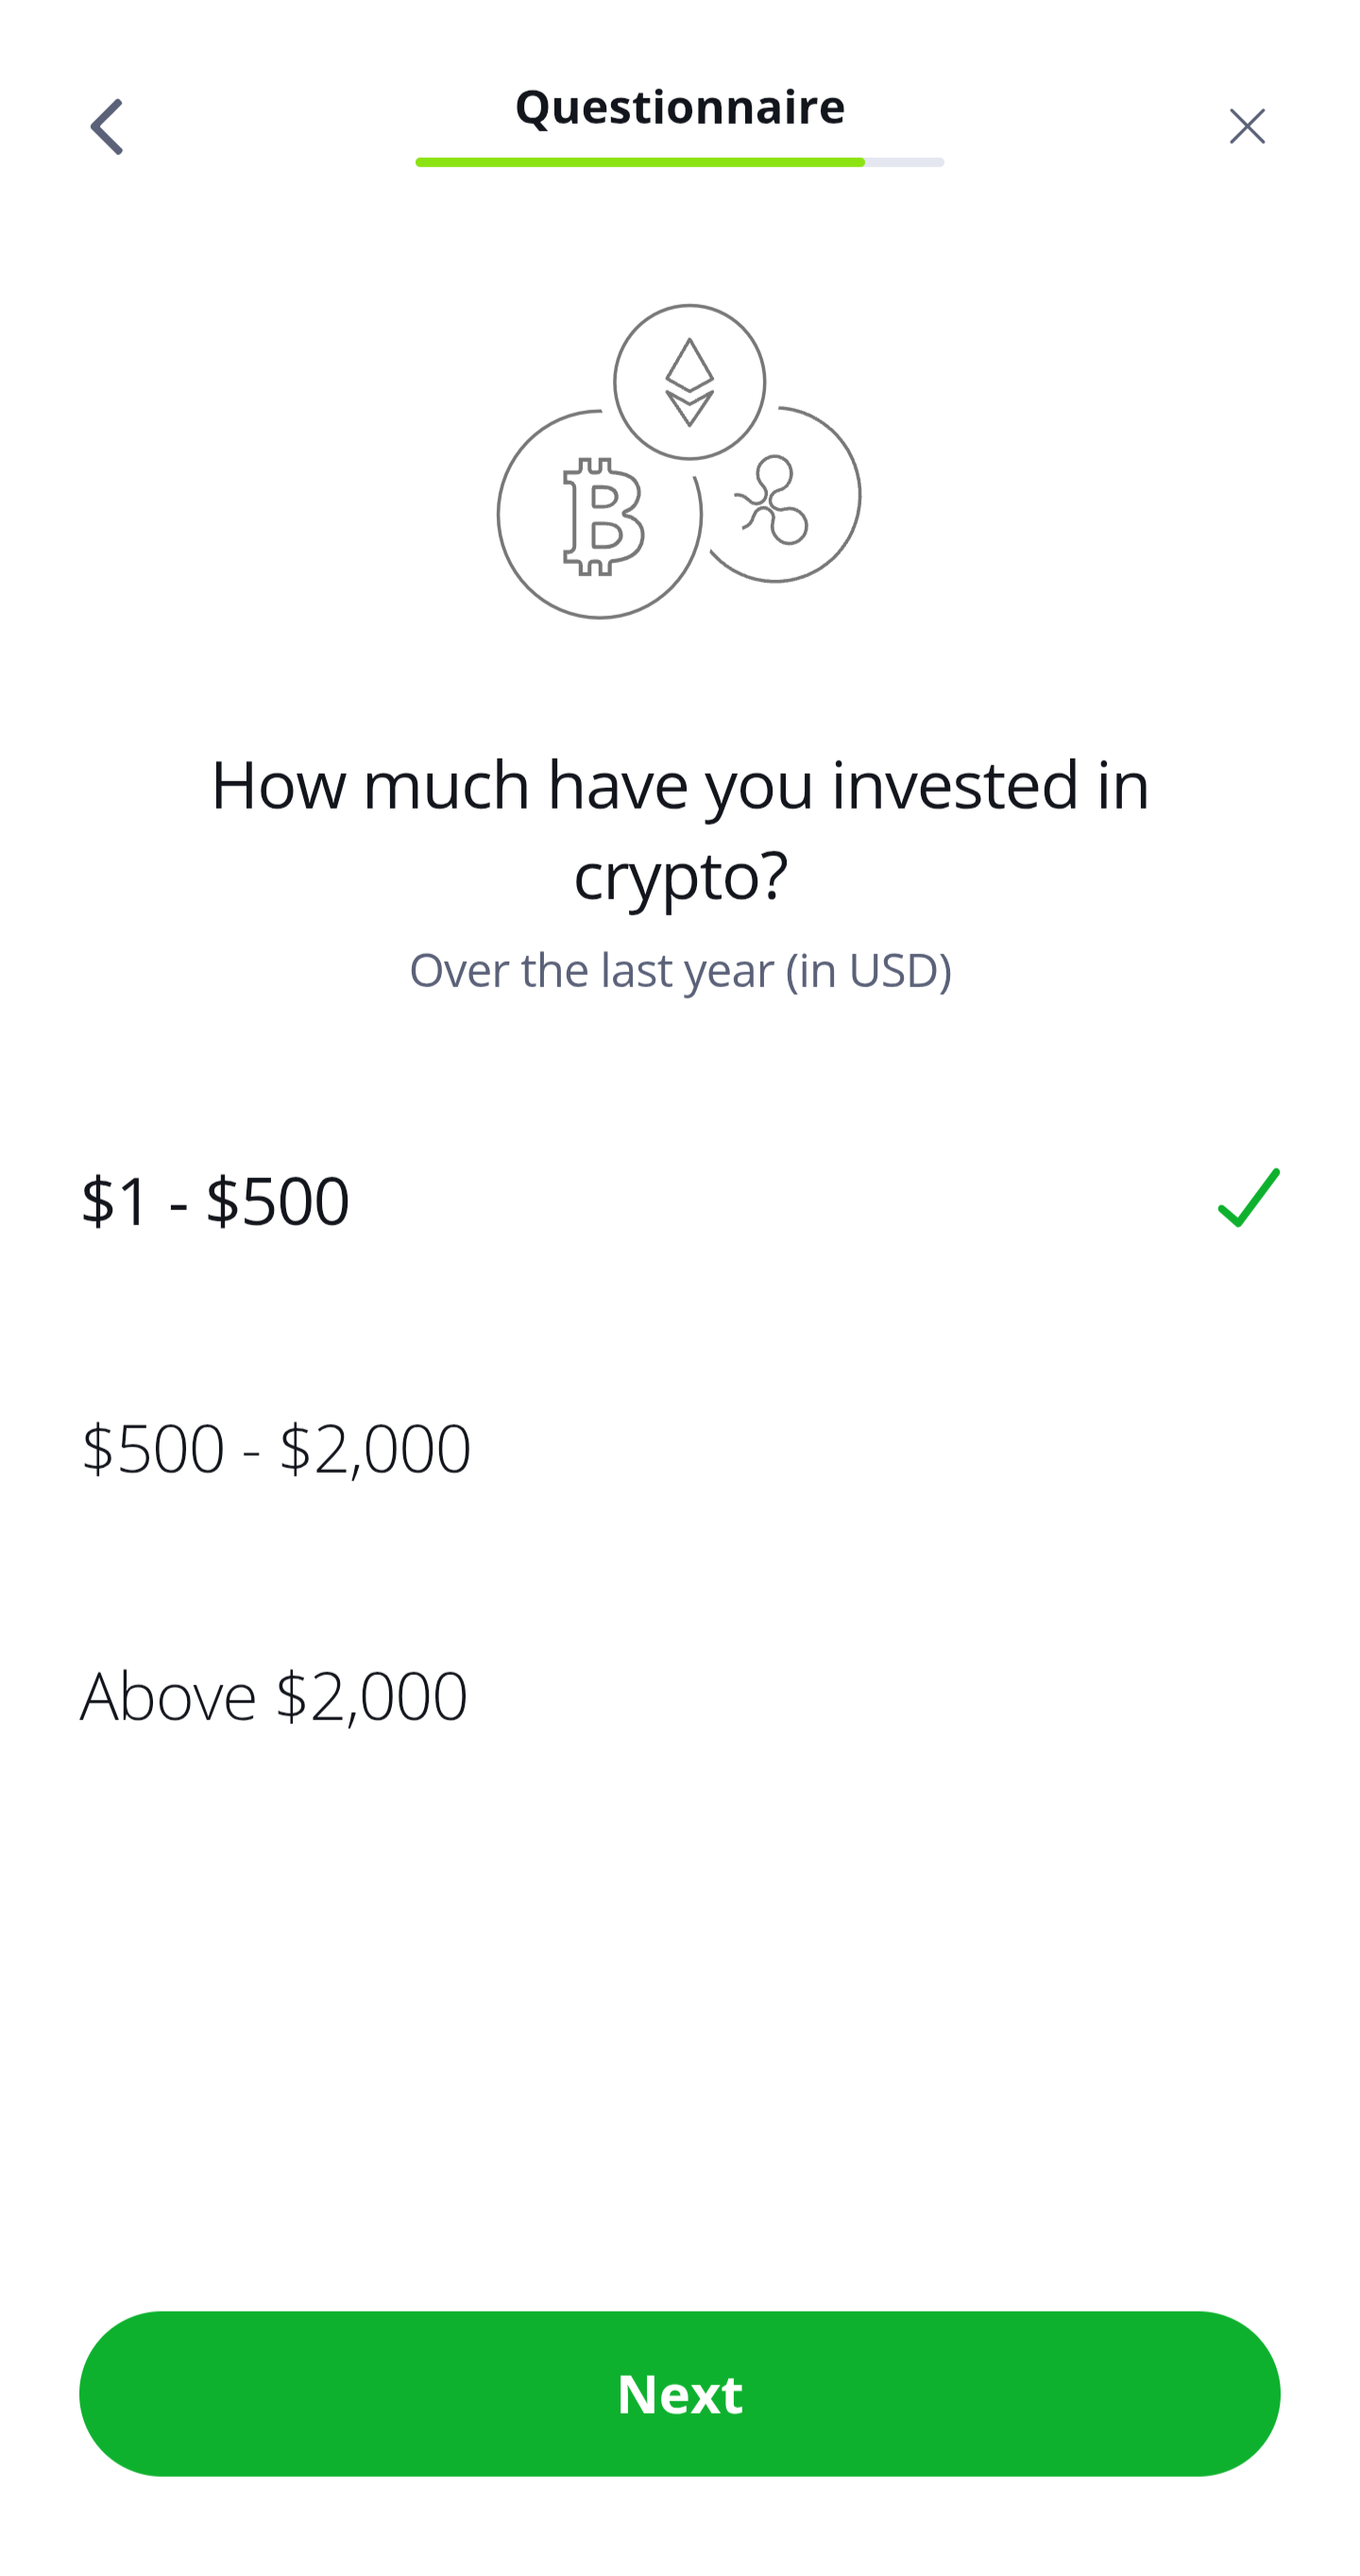 Questionnaire
How much have you invested in
crypto?
Over the last year (in USD)
$1 - $500
$500 - $2,000
Above $2,000
Next